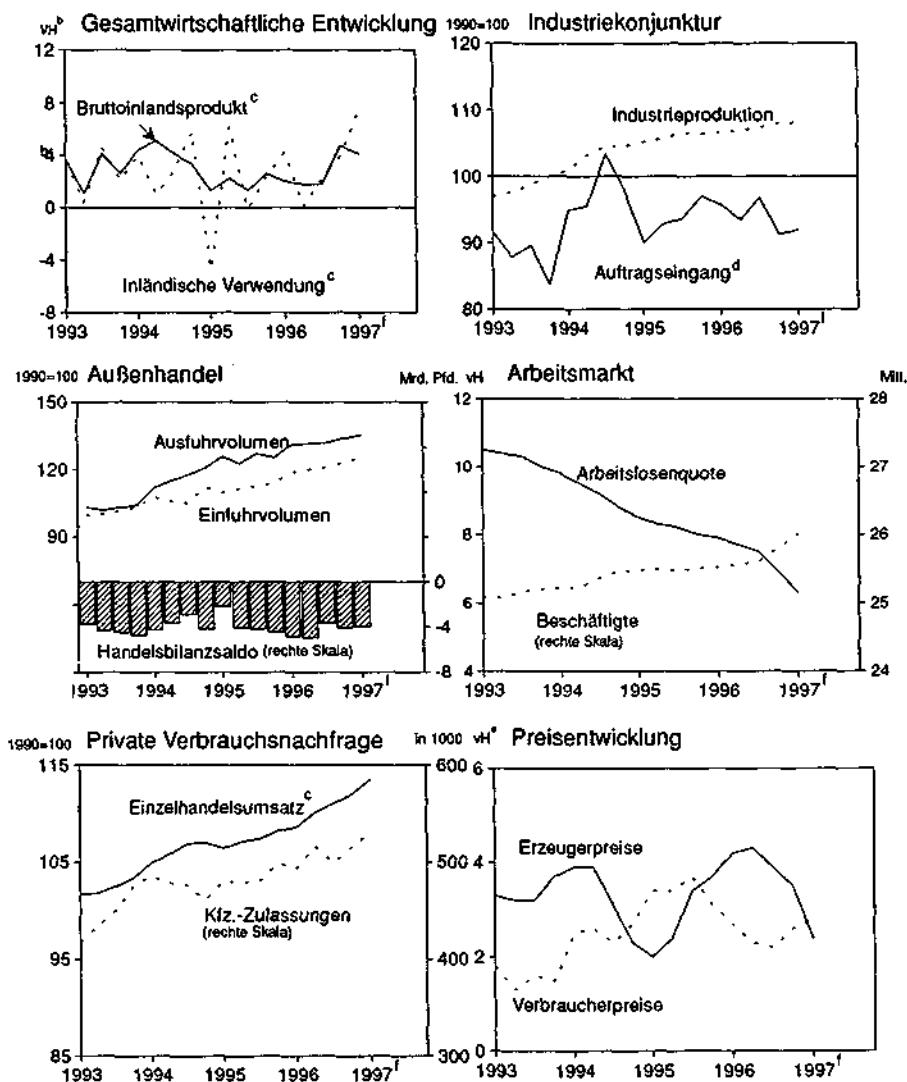 vH^b Gesamtwirtschaftliche Entwicklung
12
8
4
0
-4
-8
Bruttoinlandsprodukt^c
Inländische Verwendung^c
1993 1994 1995 1996 1997^f
1990=100 Industriekonjunktur
120
110
100
90
80
Industrieproduktion
Auftragseingang^d
1993 1994 1995 1996 1997^f
1990=100 Außenhandel Mrd. Pfd.
150
120
90
0
-4
-8
Ausfuhrvolumen
Einfuhrvolumen
Handelsbilanzsaldo (rechte Skala)
1993 1994 1995 1996 1997^f
vH Arbeitsmarkt Mill.
12
10
8
6
4
28
27
26
25
24
Arbeitslosenquote
Beschäftigte
(rechte Skala)
1993 1994 1995 1996 1997^f
1990=100 Private Verbrauchsnachfrage in 1000
115
105
95
85
600
500
400
300
Einzelhandelsumsatz^c
Kfz.-Zulassungen
(rechte Skala)
1993 1994 1995 1996 1997^f
vH^e Preisentwicklung
6
4
2
0
Erzeugerpreise
Verbraucherpreise
1993 1994 1995 1996 1997^f